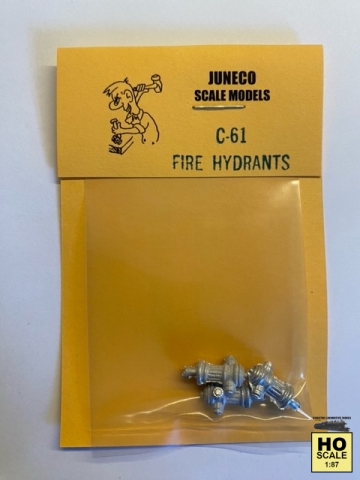 JUNECO
SCALE MODELS
C-61
FIRE HYDRANTS
HO
SCALE
1:87